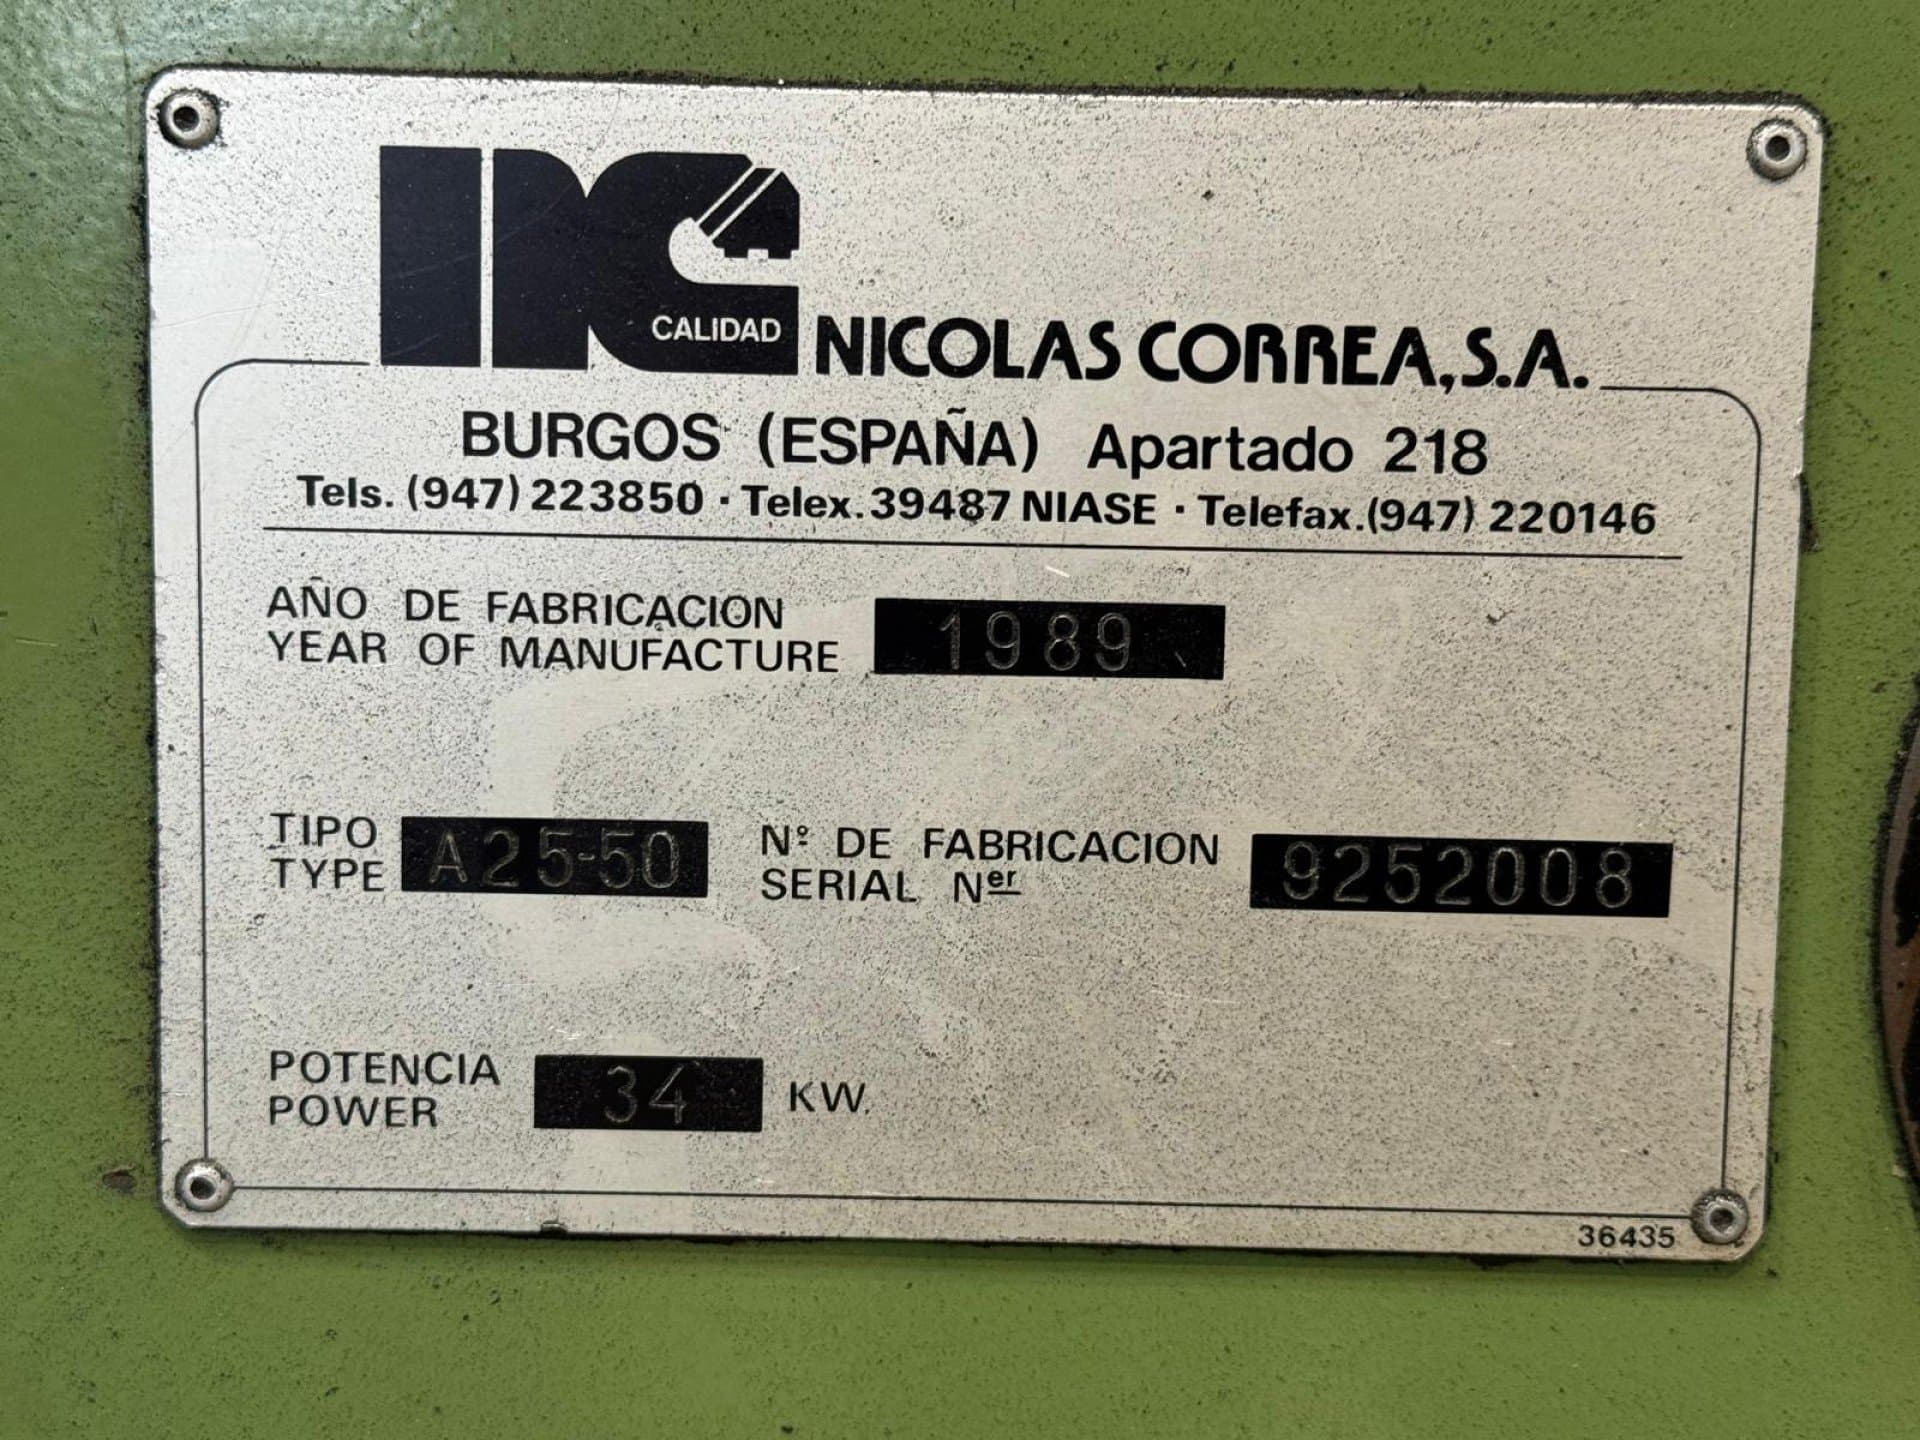 NC
CALIDAD
NICOLAS CORREA, S.A.
BURGOS (ESPAÑA) Apartado 218
Tels. (947) 223850 · Telex. 39487 NIASE · Telefax. (947) 220146
AÑO DE FABRICACION
YEAR OF MANUFACTURE 1989
TIPO
TYPE A25-50
Nº DE FABRICACION
SERIAL Ner 9252008
POTENCIA
POWER 34 KW.
36435